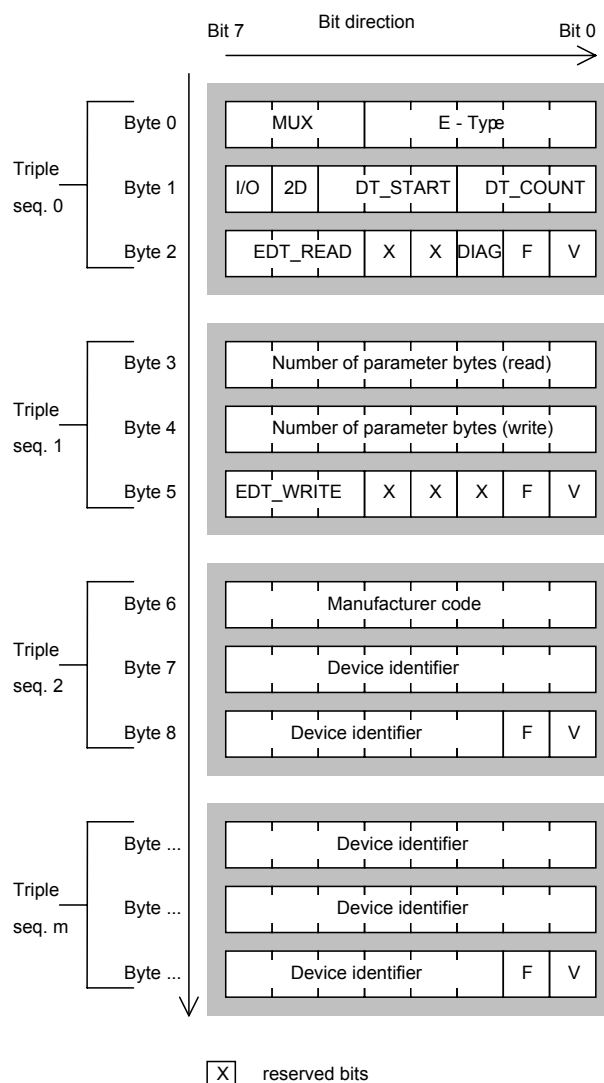 Bit direction
Bit 7 Bit 0
Byte 0 MUX E - Type
Triple
seq. 0
Byte 1 I/O 2D DT_START DT_COUNT
Byte 2 EDT_READ X X DIAG F V
Byte 3 Number of parameter bytes (read)
Triple
seq. 1
Byte 4 Number of parameter bytes (write)
Byte 5 EDT_WRITE X X X F V
Byte 6 Manufacturer code
Triple
seq. 2
Byte 7 Device identifier
Byte 8 Device identifier F V
Byte ... Device identifier
Triple
seq. m
Byte ... Device identifier
Byte ... Device identifier F V
X reserved bits